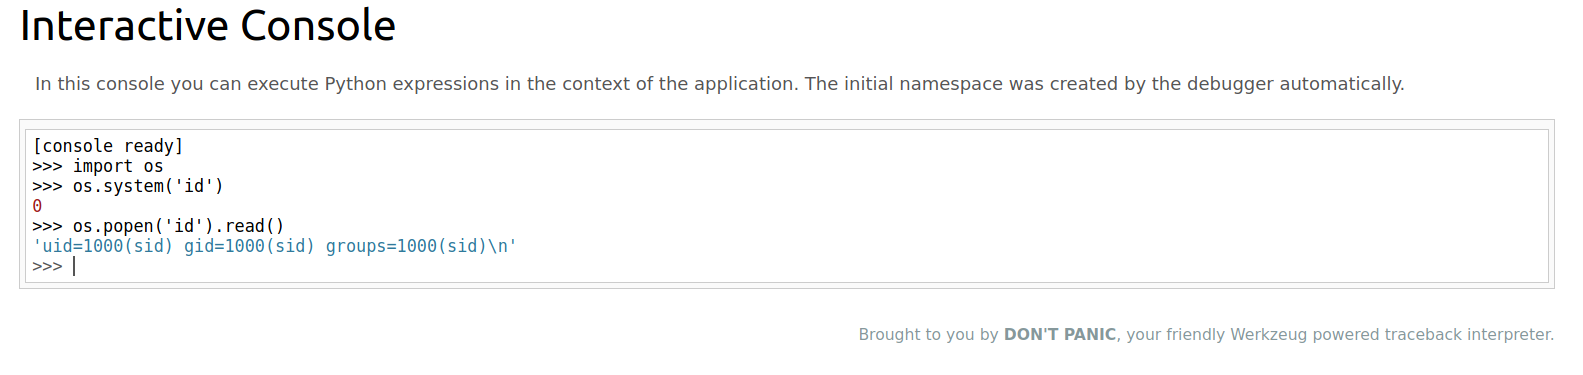 Interactive Console
In this console you can execute Python expressions in the context of the application. The initial namespace was created by the debugger automatically.
[console ready]
>>> import os
>>> os.system('id')
0
>>> os.popen('id').read()
'uid=1000(sid) gid=1000(sid) groups=1000(sid)\n'
>>>
Brought to you by DON'T PANIC, your friendly Werkzeug powered traceback interpreter.